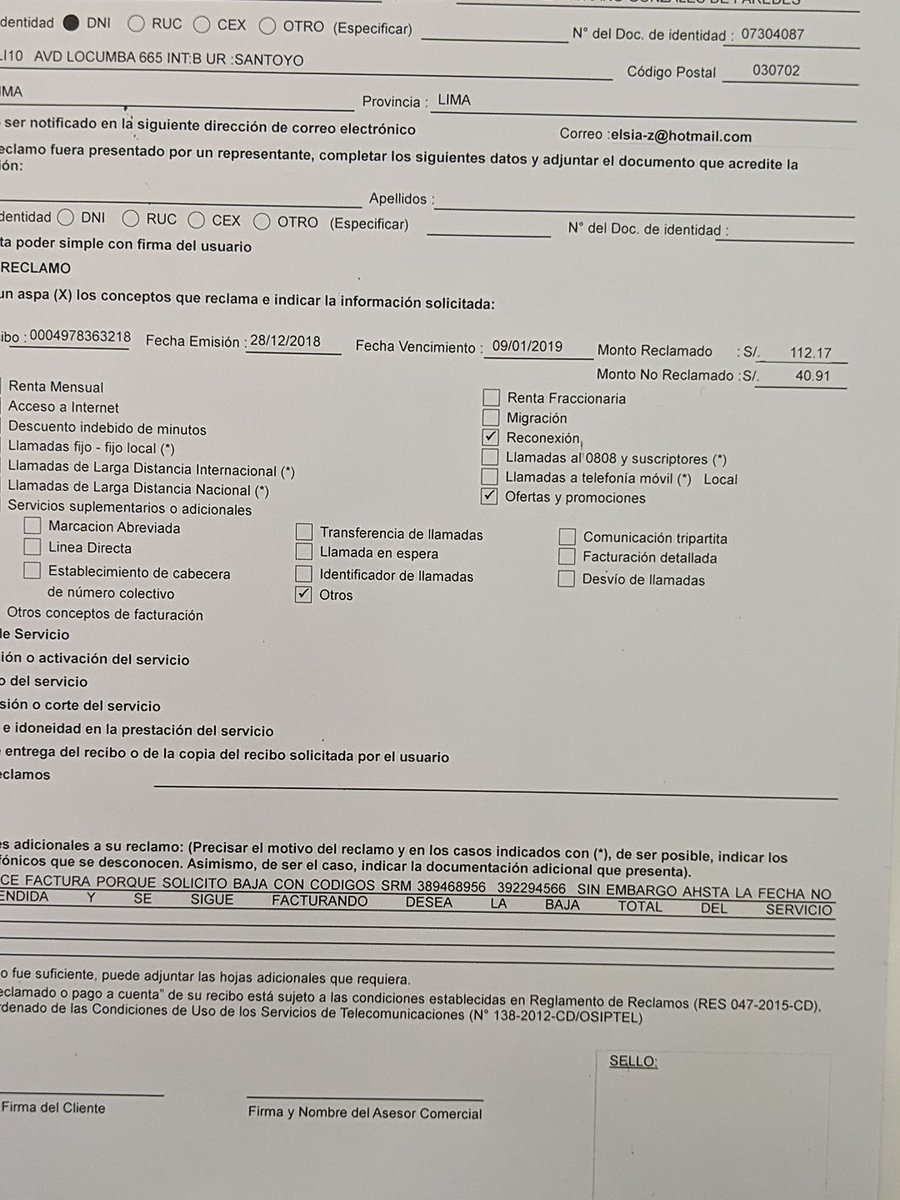 GONZALES DE PAREDES
dentidad DNI RUC CEX OTRO (Especificar) N° del Doc. de identidad : 07304087
LI10 AVD LOCUMBA 665 INT:B UR :SANTOYO Código Postal 030702
IMA Provincia : LIMA
ser notificado en la siguiente dirección de correo electrónico Correo :elsia-z@hotmail.com
eclamo fuera presentado por un representante, completar los siguientes datos y adjuntar el documento que acredite la
ión:
Apellidos :
dentidad DNI RUC CEX OTRO (Especificar) N° del Doc. de identidad :
ta poder simple con firma del usuario
RECLAMO
un aspa (X) los conceptos que reclama e indicar la información solicitada:
ibo : 0004978363218 Fecha Emisión : 28/12/2018 Fecha Vencimiento : 09/01/2019 Monto Reclamado : S/. 112.17
Monto No Reclamado : S/. 40.91
Renta Mensual
Acceso a Internet
Descuento indebido de minutos
Llamadas fijo - fijo local (*)
Llamadas de Larga Distancia Internacional (*)
Llamadas de Larga Distancia Nacional (*)
Servicios suplementarios o adicionales
Renta Fraccionaria
Migración
✓ Reconexión
Llamadas al 0808 y suscriptores (*)
Llamadas a telefonía móvil (*) Local
✓ Ofertas y promociones
Marcacion Abreviada
Linea Directa
Establecimiento de cabecera
de número colectivo
Transferencia de llamadas
Llamada en espera
Identificador de llamadas
✓ Otros
Comunicación tripartita
Facturación detallada
Desvío de llamadas
Otros conceptos de facturación
de Servicio
ión o activación del servicio
o del servicio
sión o corte del servicio
e idoneidad en la prestación del servicio
entrega del recibo o de la copia del recibo solicitada por el usuario
eclamos
es adicionales a su reclamo: (Precisar el motivo del reclamo y en los casos indicados con (*), de ser posible, indicar los
fónicos que se desconocen. Asimismo, de ser el caso, indicar la documentación adicional que presenta).
CE FACTURA PORQUE SOLICITO BAJA CON CODIGOS SRM 389468956 392294566 SIN EMBARGO AHSTA LA FECHA NO
ENDIDA Y SE SIGUE FACTURANDO DESEA LA BAJA TOTAL DEL SERVICIO
o fue suficiente, puede adjuntar las hojas adicionales que requiera.
eclamado o pago a cuenta" de su recibo está sujeto a las condiciones establecidas en Reglamento de Reclamos (RES 047-2015-CD),
rdenado de las Condiciones de Uso de los Servicios de Telecomunicaciones (N° 138-2012-CD/OSIPTEL)
SELLO:
Firma del Cliente
Firma y Nombre del Asesor Comercial